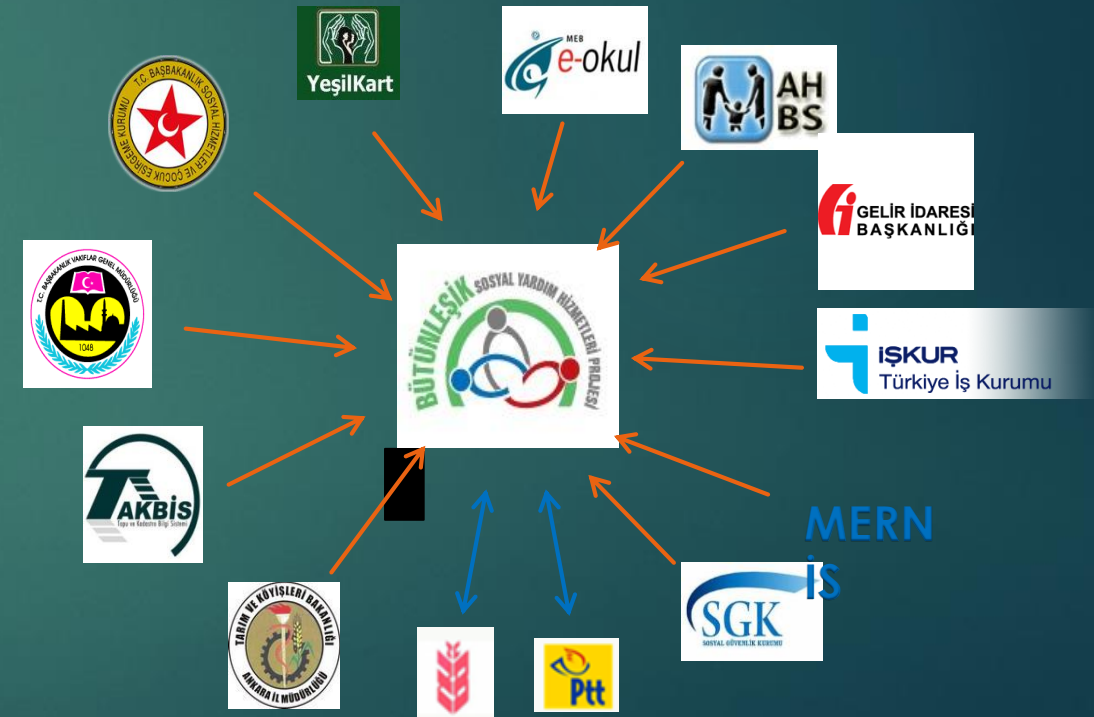 YeşilKart
MEB
e-okul
AH
BS
T.C. BAŞBAKANLIK SOSYAL HİZMETLER VE ÇOCUK ESİRGEME KURUMU
GELİR İDARESİ
BAŞKANLIĞI
T.C. BAŞBAKANLIK VAKIFLAR GENEL MÜDÜRLÜĞÜ
1048
BÜTÜNLEŞİK SOSYAL YARDIM HİZMETLERİ PROJESİ
İŞKUR
Türkiye İş Kurumu
TAKBİS
Tapu ve Kadastro Bilgi Sistemi
MERN
İS
TARIM VE KÖYİŞLERİ BAKANLIĞI
ANKARA İL MÜDÜRLÜĞÜ
SGK
SOSYAL GÜVENLİK KURUMU
Ptt